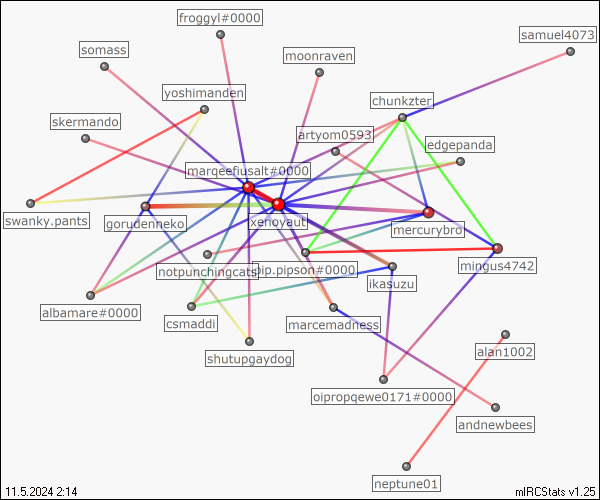 froggyl#0000
samuel4073
somass
moonraven
yoshimanden
chunkzter
skermando
artyom0593
edgepanda
marqeefiusalt#0000
swanky.pants
xenoyaut
gorudenneko
mercurybro
notpunchingcats
pip.pipson#0000
mingus4742
ikasuzu
albamare#0000
csmaddi
marcemadness
shutupgaydog
alan1002
oipropqewe0171#0000
andnewbees
neptune01
11.5.2024 2:14
mIRCStats v1.25